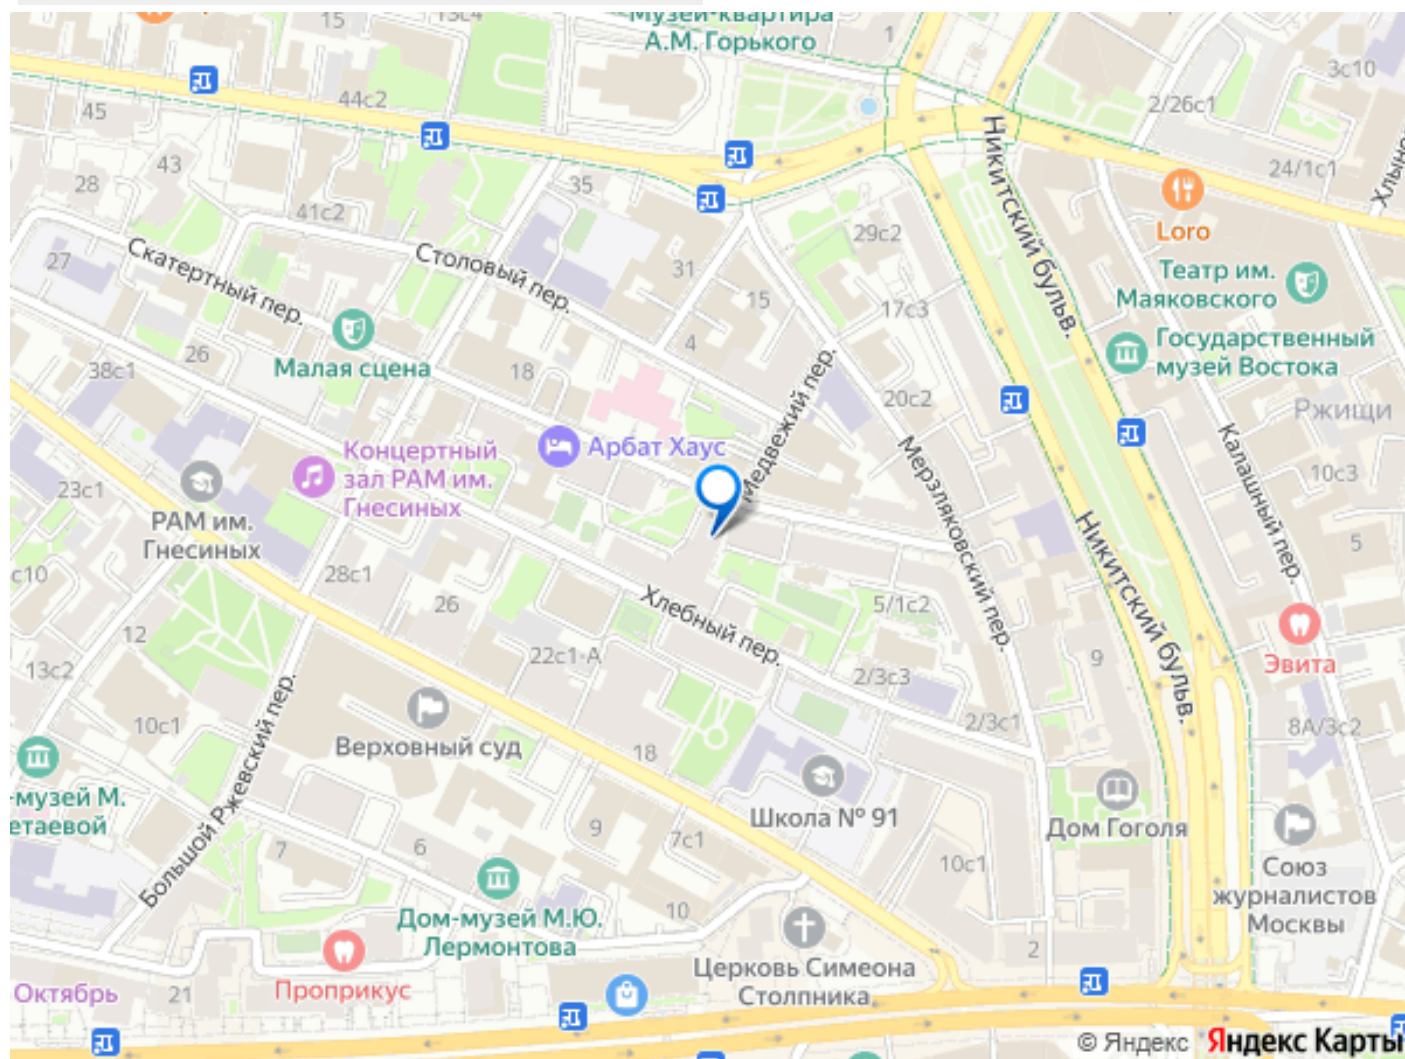 Музей-квартира
А.М. Горького
13с4
1
3с10
45
44с2
2/26с1
43
28
35
24/1с1
41с2
Никитский бульв.
Loro
29с2
27
Скатертный пер.
Столовый пер.
31
Театр им.
Маяковского
15
17с3
Государственный
музей Востока
4
26
38с1
Малая сцена
18
20с2
Ржищи
Медвежий пер.
Арбат Хаус
Концертный
зал РАМ им.
Гнесиных
Мерзляковский пер.
Калашный пер.
10с3
23с1
РАМ им.
Гнесиных
Никитский бульв.
5
с10
28с1
26
Хлебный пер.
5/1с2
12
22с1-А
9
Эвита
13с2
2/3с3
10с1
Большой Ржевский пер.
Верховный суд
18
2/3с1
8А/3с2
-музей М.
етаевой
Школа № 91
Дом Гоголя
9
7с1
7
6
10с1
Союз
журналистов
Москвы
Дом-музей М.Ю.
Лермонтова
10
2
Церковь Симеона
Столпника
Октябрь
21
Проприкус
© Яндекс Яндекс Карты